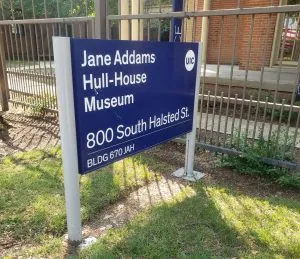 Jane Addams
Hull-House
Museum
UIC
800 South Halsted St.
BLDG 670 JAH